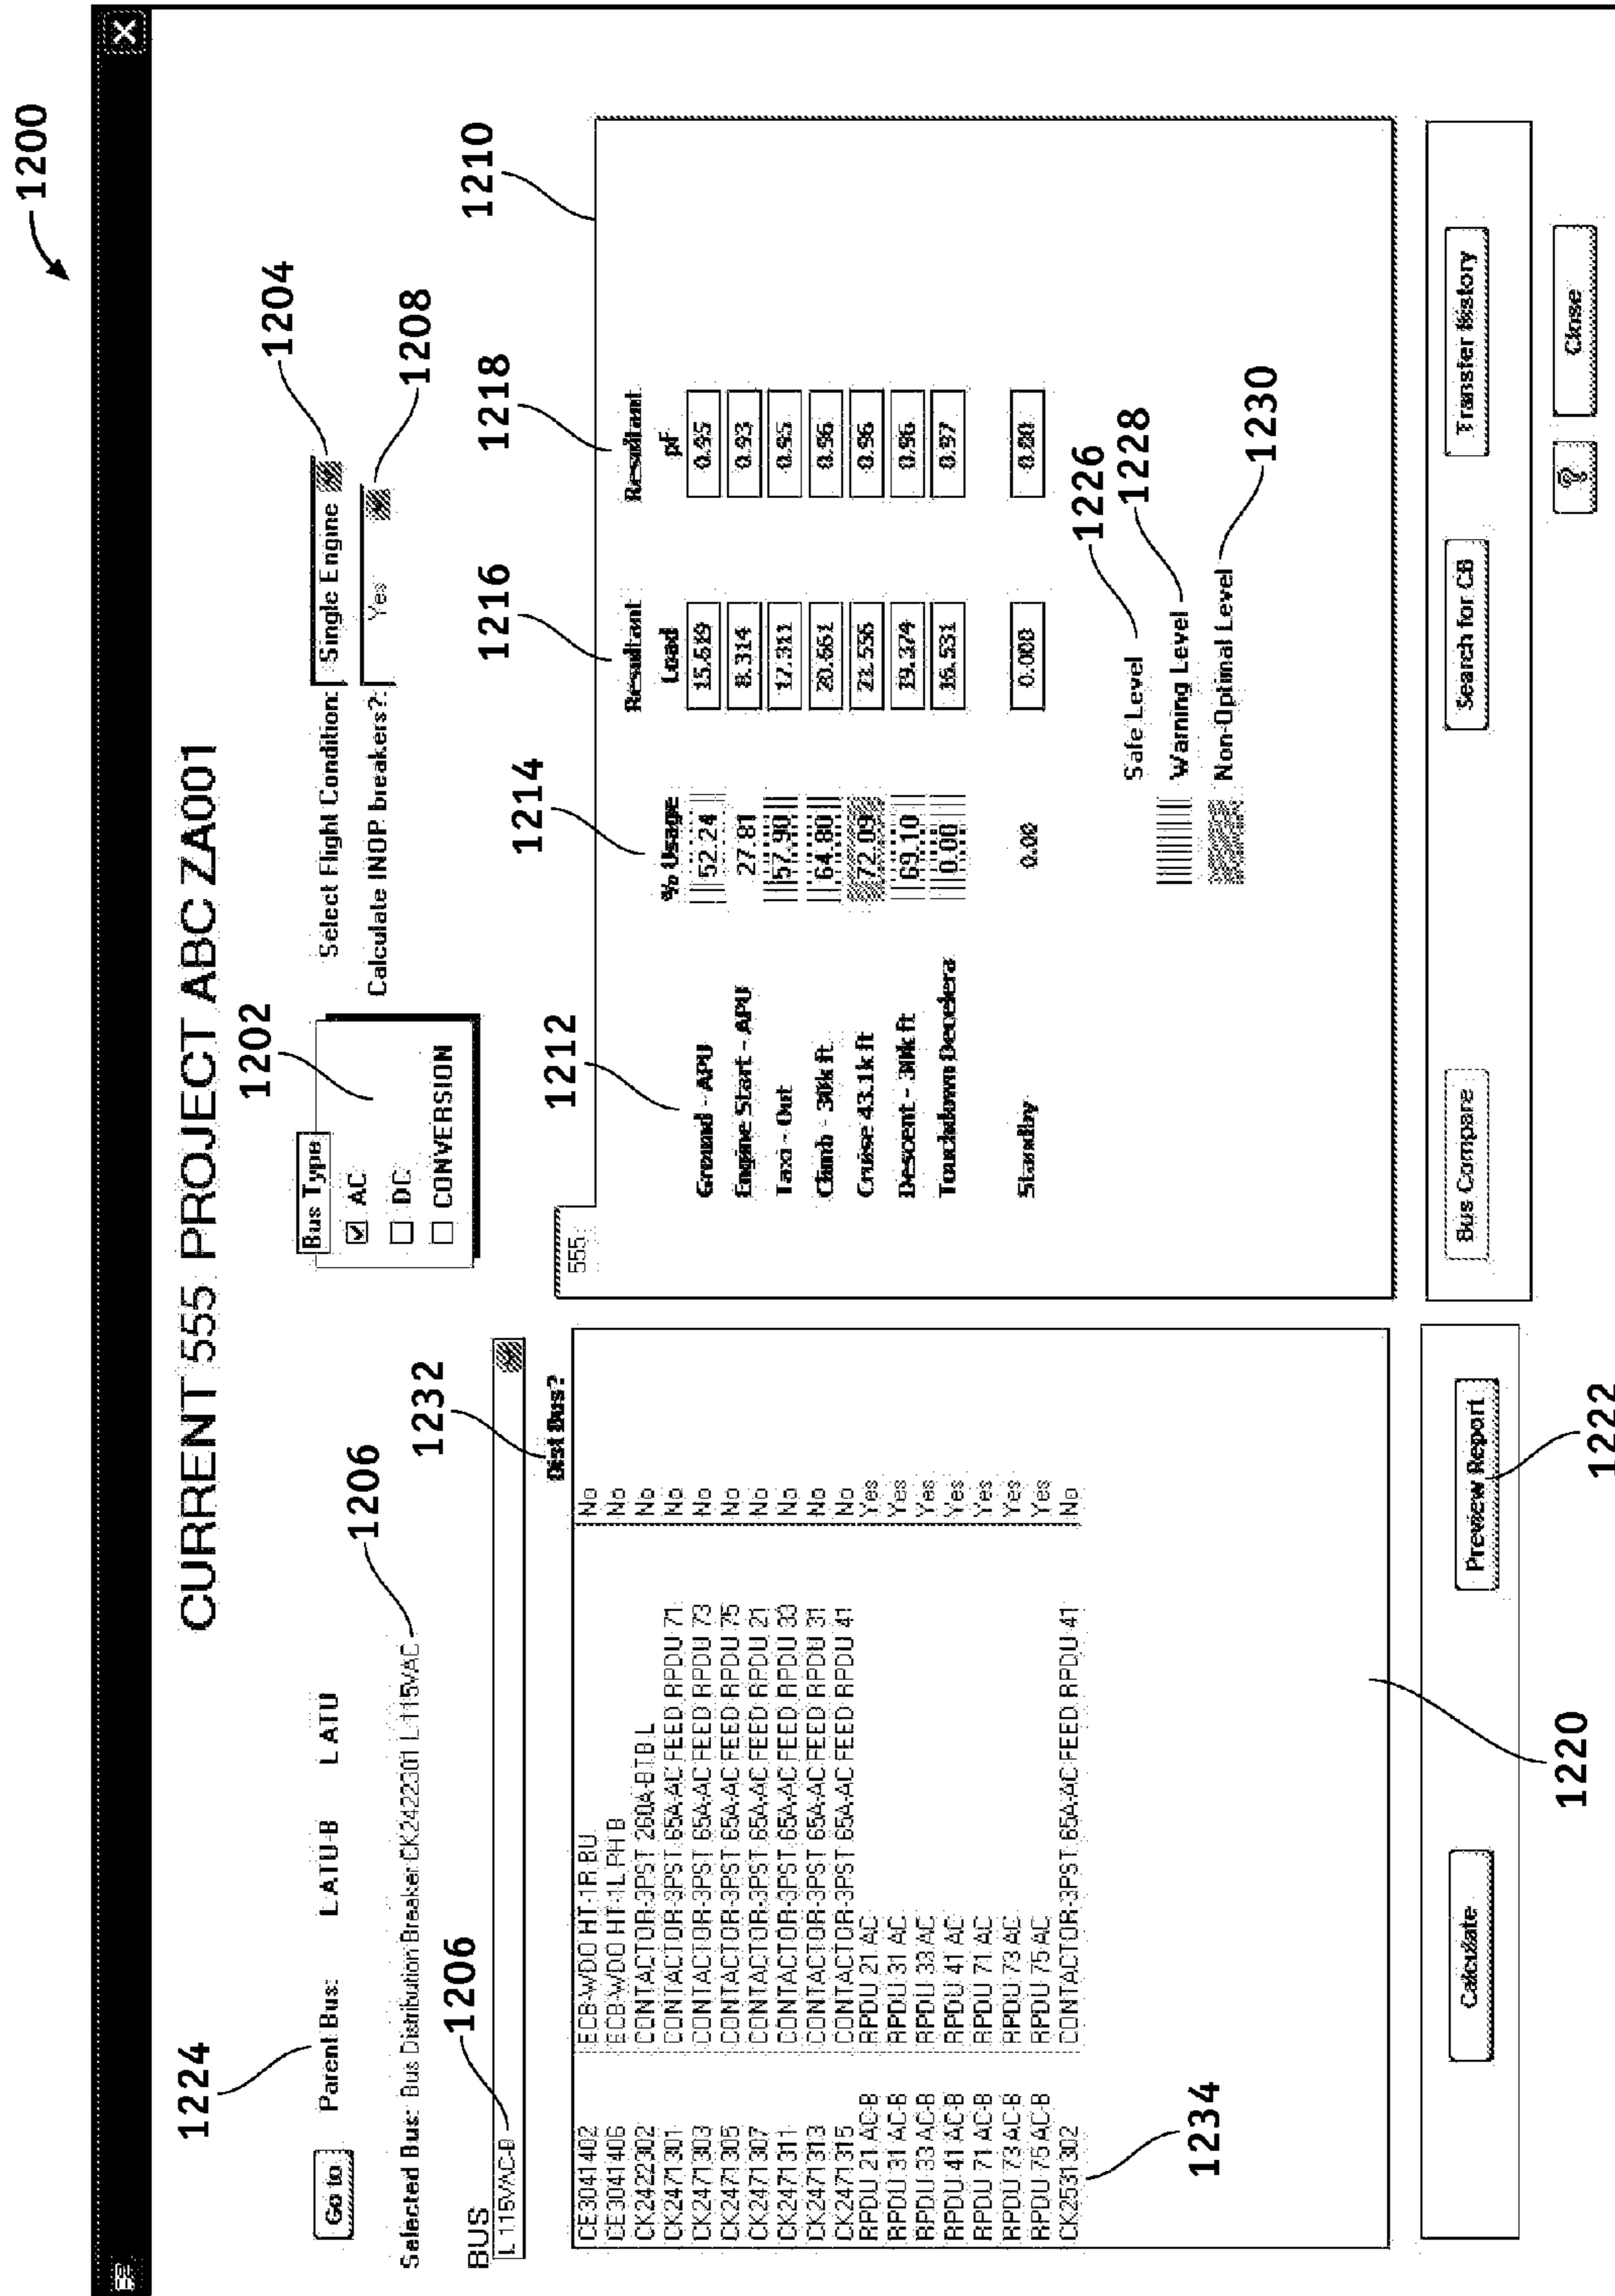 1200
CURRENT 555 PROJECT ABC ZA001
1224
Go to
Parent Bus:
L ATU-B
L ATU
Selected Bus: Bus Distribution Breaker CK2422301 L 115VAC
1206
BUS
1206
L 115VAC-B
1232
Dist Bus?
CE3041402 ECB-WDO HT-1R BU No
CE3041406 ECB-WDO HT-1L PH B No
CK2422302 CONTACTOR-3PST 260A-BTB L No
CK2471301 CONTACTOR-3PST 65A-AC FEED RPDU 71 No
CK2471303 CONTACTOR-3PST 65A-AC FEED RPDU 73 No
CK2471305 CONTACTOR-3PST 65A-AC FEED RPDU 75 No
CK2471307 CONTACTOR-3PST 65A-AC FEED RPDU 21 No
CK2471311 CONTACTOR-3PST 65A-AC FEED RPDU 33 No
CK2471313 CONTACTOR-3PST 65A-AC FEED RPDU 31 No
CK2471315 CONTACTOR-3PST 65A-AC FEED RPDU 41 No
RPDU 21 AC-B RPDU 21 AC Yes
RPDU 31 AC-B RPDU 31 AC Yes
RPDU 33 AC-B RPDU 33 AC Yes
RPDU 41 AC-B RPDU 41 AC Yes
RPDU 71 AC-B RPDU 71 AC Yes
RPDU 73 AC-B RPDU 73 AC Yes
RPDU 75 AC-B RPDU 75 AC Yes
CK2531302 CONTACTOR-3PST 65A-AC FEED RPDU 41 No
1234
1220
Calculate
Preview Report
1222
1202
Bus Type
AC
DC
CONVERSION
Select Flight Condition: Single Engine
1204
Calculate INOP breakers?: Yes
1208
1210
555
1212
1214
1216
1218
% Usage
Resultant Load
Resultant pF
Ground - APU 52.24 15.619 0.95
Engine Start - APU 27.81 8.314 0.93
Taxi - Out 57.90 17.311 0.95
Climb - 30k ft 64.80 20.661 0.96
Cruise 43.1k ft 72.09 21.556 0.96
Descent - 30k ft 69.10 19.374 0.96
Touchdown Decelera 0.00 16.531 0.97
Standby 0.00 0.000 0.00
Safe Level
1226
Warning Level
1228
Non-Optimal Level
1230
Bus Compare
Search for CB
Transfer History
?
Close